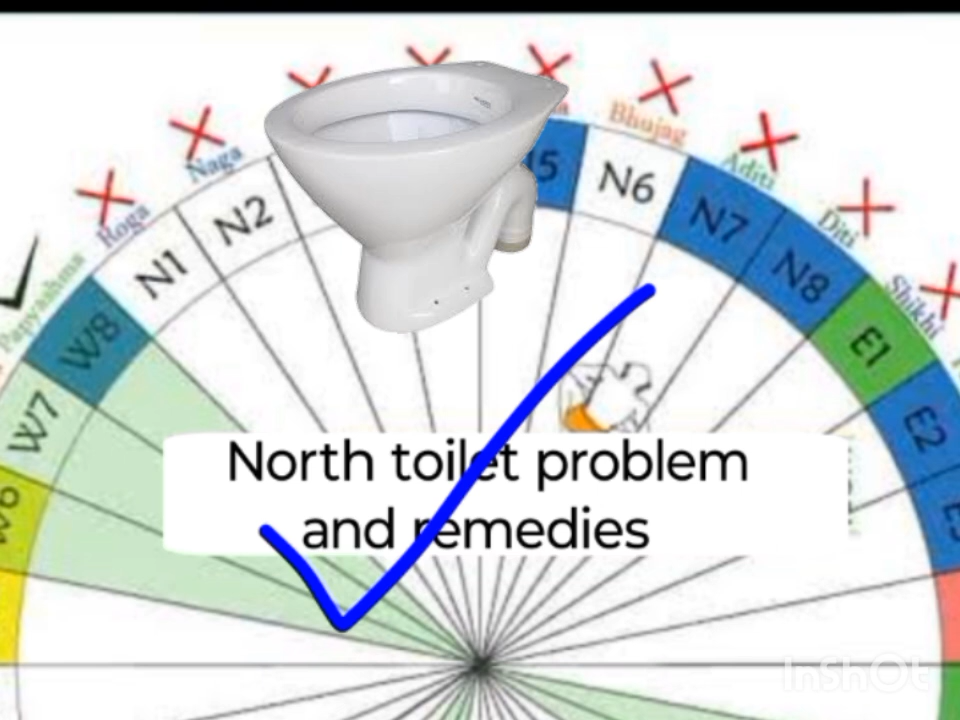 Bhujag
Aditi
Naga
Diti
Roga
Shikhi
Papyashma
N1
N2
N6
N7
N8
E1
E2
W8
W7
North toilet problem
and remedies
InShOt